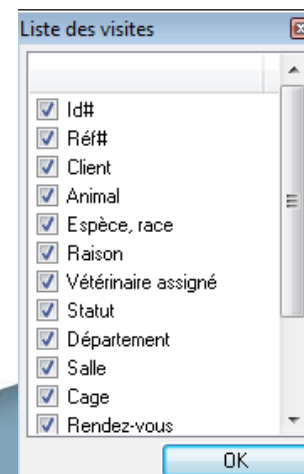 Liste des visites
Id#
Réf#
Client
Animal
Espèce, race
Raison
Vétérinaire assigné
Statut
Département
Salle
Cage
Rendez-vous
OK